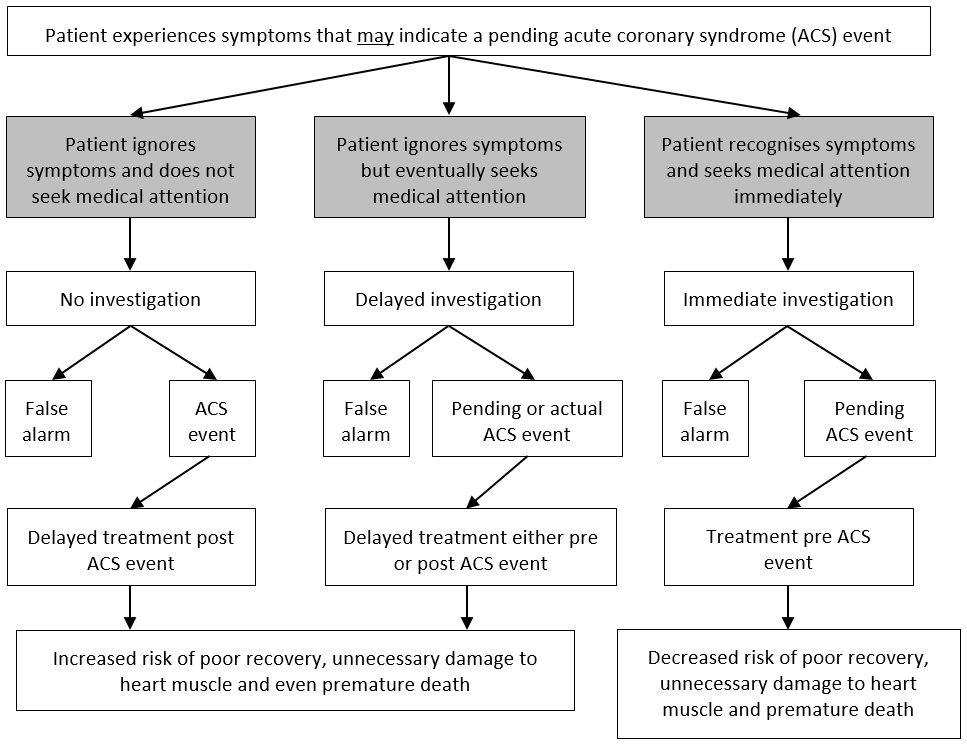 Patient experiences symptoms that may indicate a pending acute coronary syndrome (ACS) event
Patient ignores
symptoms and does not
seek medical attention
Patient ignores symptoms
but eventually seeks
medical attention
Patient recognises symptoms
and seeks medical attention
immediately
No investigation
Delayed investigation
Immediate investigation
False
alarm
ACS
event
False
alarm
Pending or actual
ACS event
False
alarm
Pending
ACS event
Delayed treatment post
ACS event
Delayed treatment either pre
or post ACS event
Treatment pre ACS
event
Increased risk of poor recovery, unnecessary damage to
heart muscle and even premature death
Decreased risk of poor recovery,
unnecessary damage to heart
muscle and premature death